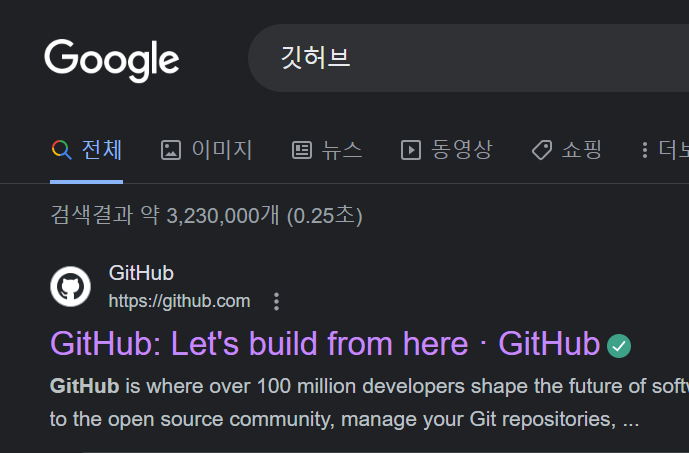 Google
깃허브
전체 이미지 뉴스 동영상 쇼핑
검색결과 약 3,230,000개 (0.25초)
GitHub
https://github.com
GitHub: Let's build from here · GitHub
GitHub is where over 100 million developers shape the future of
to the open source community, manage your Git repositories, ...